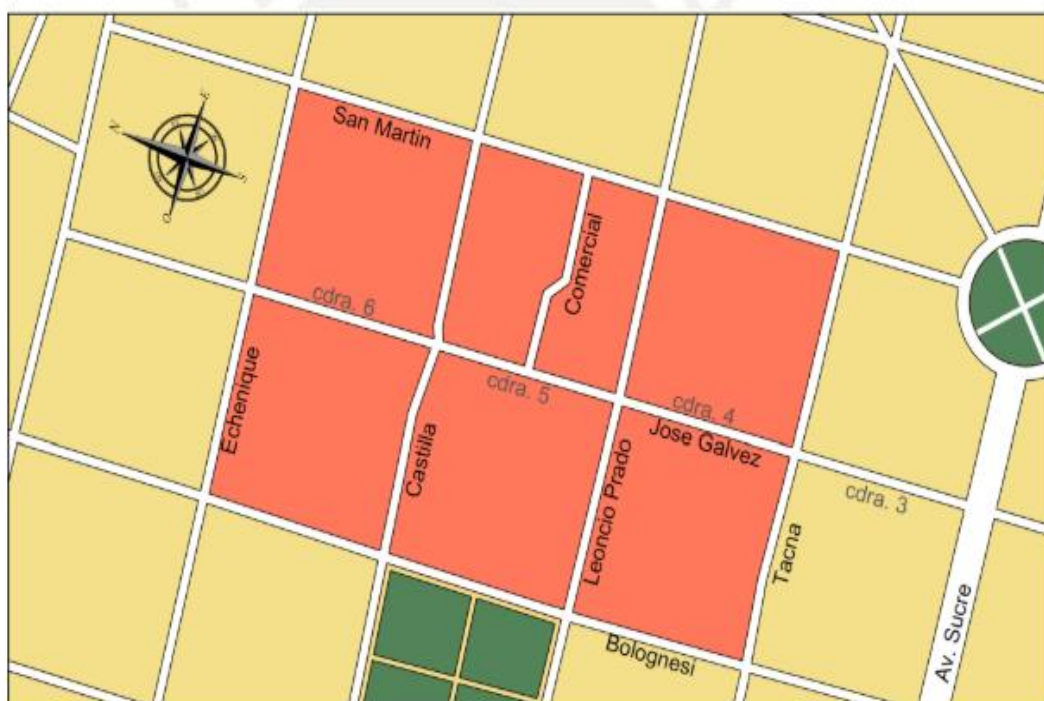 E
N
S
O
San Martin
Comercial
cdra. 6
Echenique
cdra. 5
Castilla
cdra. 4
Jose Galvez
Leoncio Prado
cdra. 3
Tacna
Av. Sucre
Bolognesi